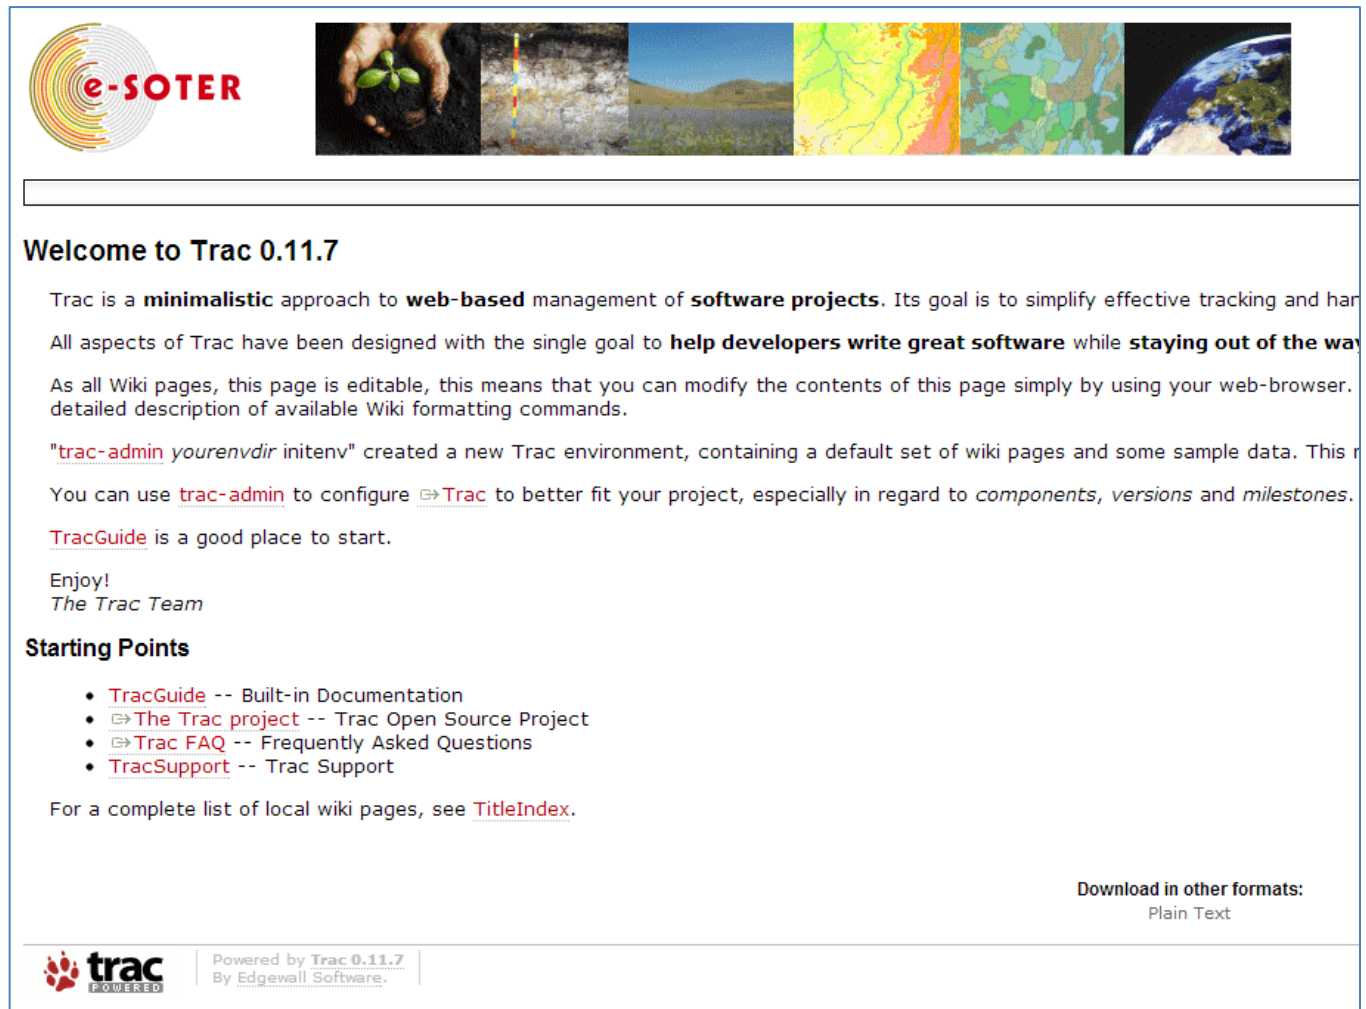 e-SOTER
Welcome to Trac 0.11.7
Trac is a minimalistic approach to web-based management of software projects. Its goal is to simplify effective tracking and
All aspects of Trac have been designed with the single goal to help developers write great software while staying out of the way
As all Wiki pages, this page is editable, this means that you can modify the contents of this page simply by using your web-browser.
detailed description of available Wiki formatting commands.
"trac-admin yourenvdir initenv" created a new Trac environment, containing a default set of wiki pages and some sample data. This
You can use trac-admin to configure Trac to better fit your project, especially in regard to components, versions and milestones.
TracGuide is a good place to start.
Enjoy!
The Trac Team
Starting Points
• TracGuide -- Built-in Documentation
• The Trac project -- Trac Open Source Project
• Trac FAQ -- Frequently Asked Questions
• TracSupport -- Trac Support
For a complete list of local wiki pages, see TitleIndex.
Download in other formats:
Plain Text
trac
POWERED
Powered by Trac 0.11.7
By Edgewall Software.